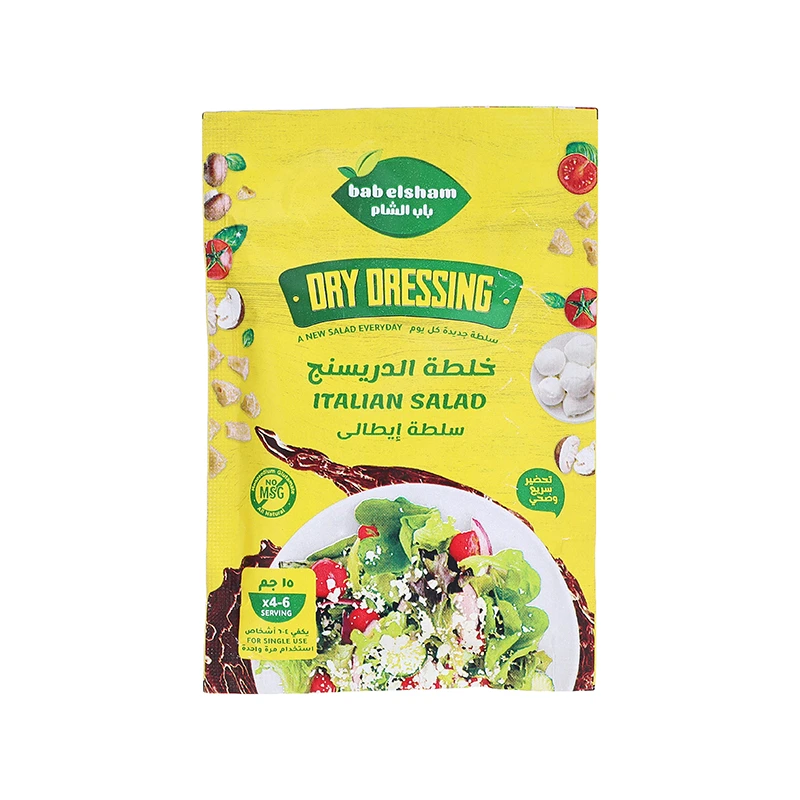 bab elsham
باب الشام
DRY DRESSING
A NEW SALAD EVERYDAY سلطة جديدة كل يوم
خلطة الدريسنج
ITALIAN SALAD
سلطة إيطالى
NO
MSG
All Natural
تحضير
سريع
وصحي
١٥ جم
x4-6
SERVING
يكفي ٤-٦ أشخاص
FOR SINGLE USE
استخدام مرة واحدة